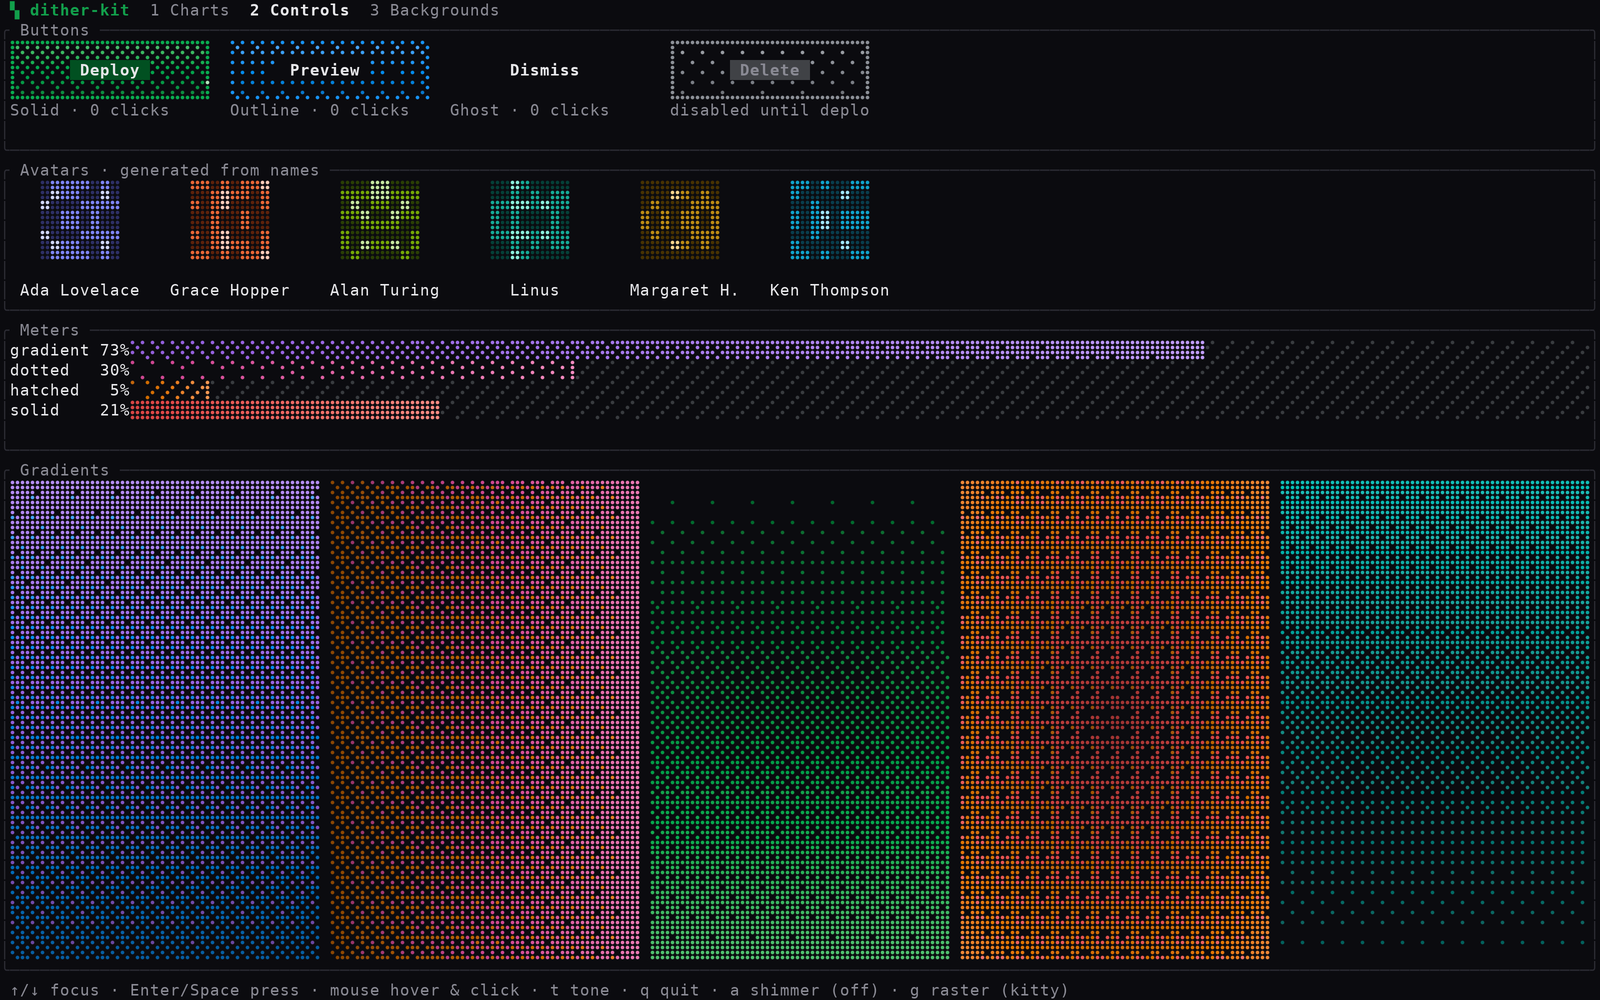 dither-kit 1 Charts 2 Controls 3 Backgrounds
Buttons
Deploy Preview Dismiss Delete
Solid · 0 clicks Outline · 0 clicks Ghost · 0 clicks disabled until deplo
Avatars · generated from names
Ada Lovelace Grace Hopper Alan Turing Linus Margaret H. Ken Thompson
Meters
gradient 73%
dotted 30%
hatched 5%
solid 21%
Gradients
↑/↓ focus · Enter/Space press · mouse hover & click · t tone · q quit · a shimmer (off) · g raster (kitty)